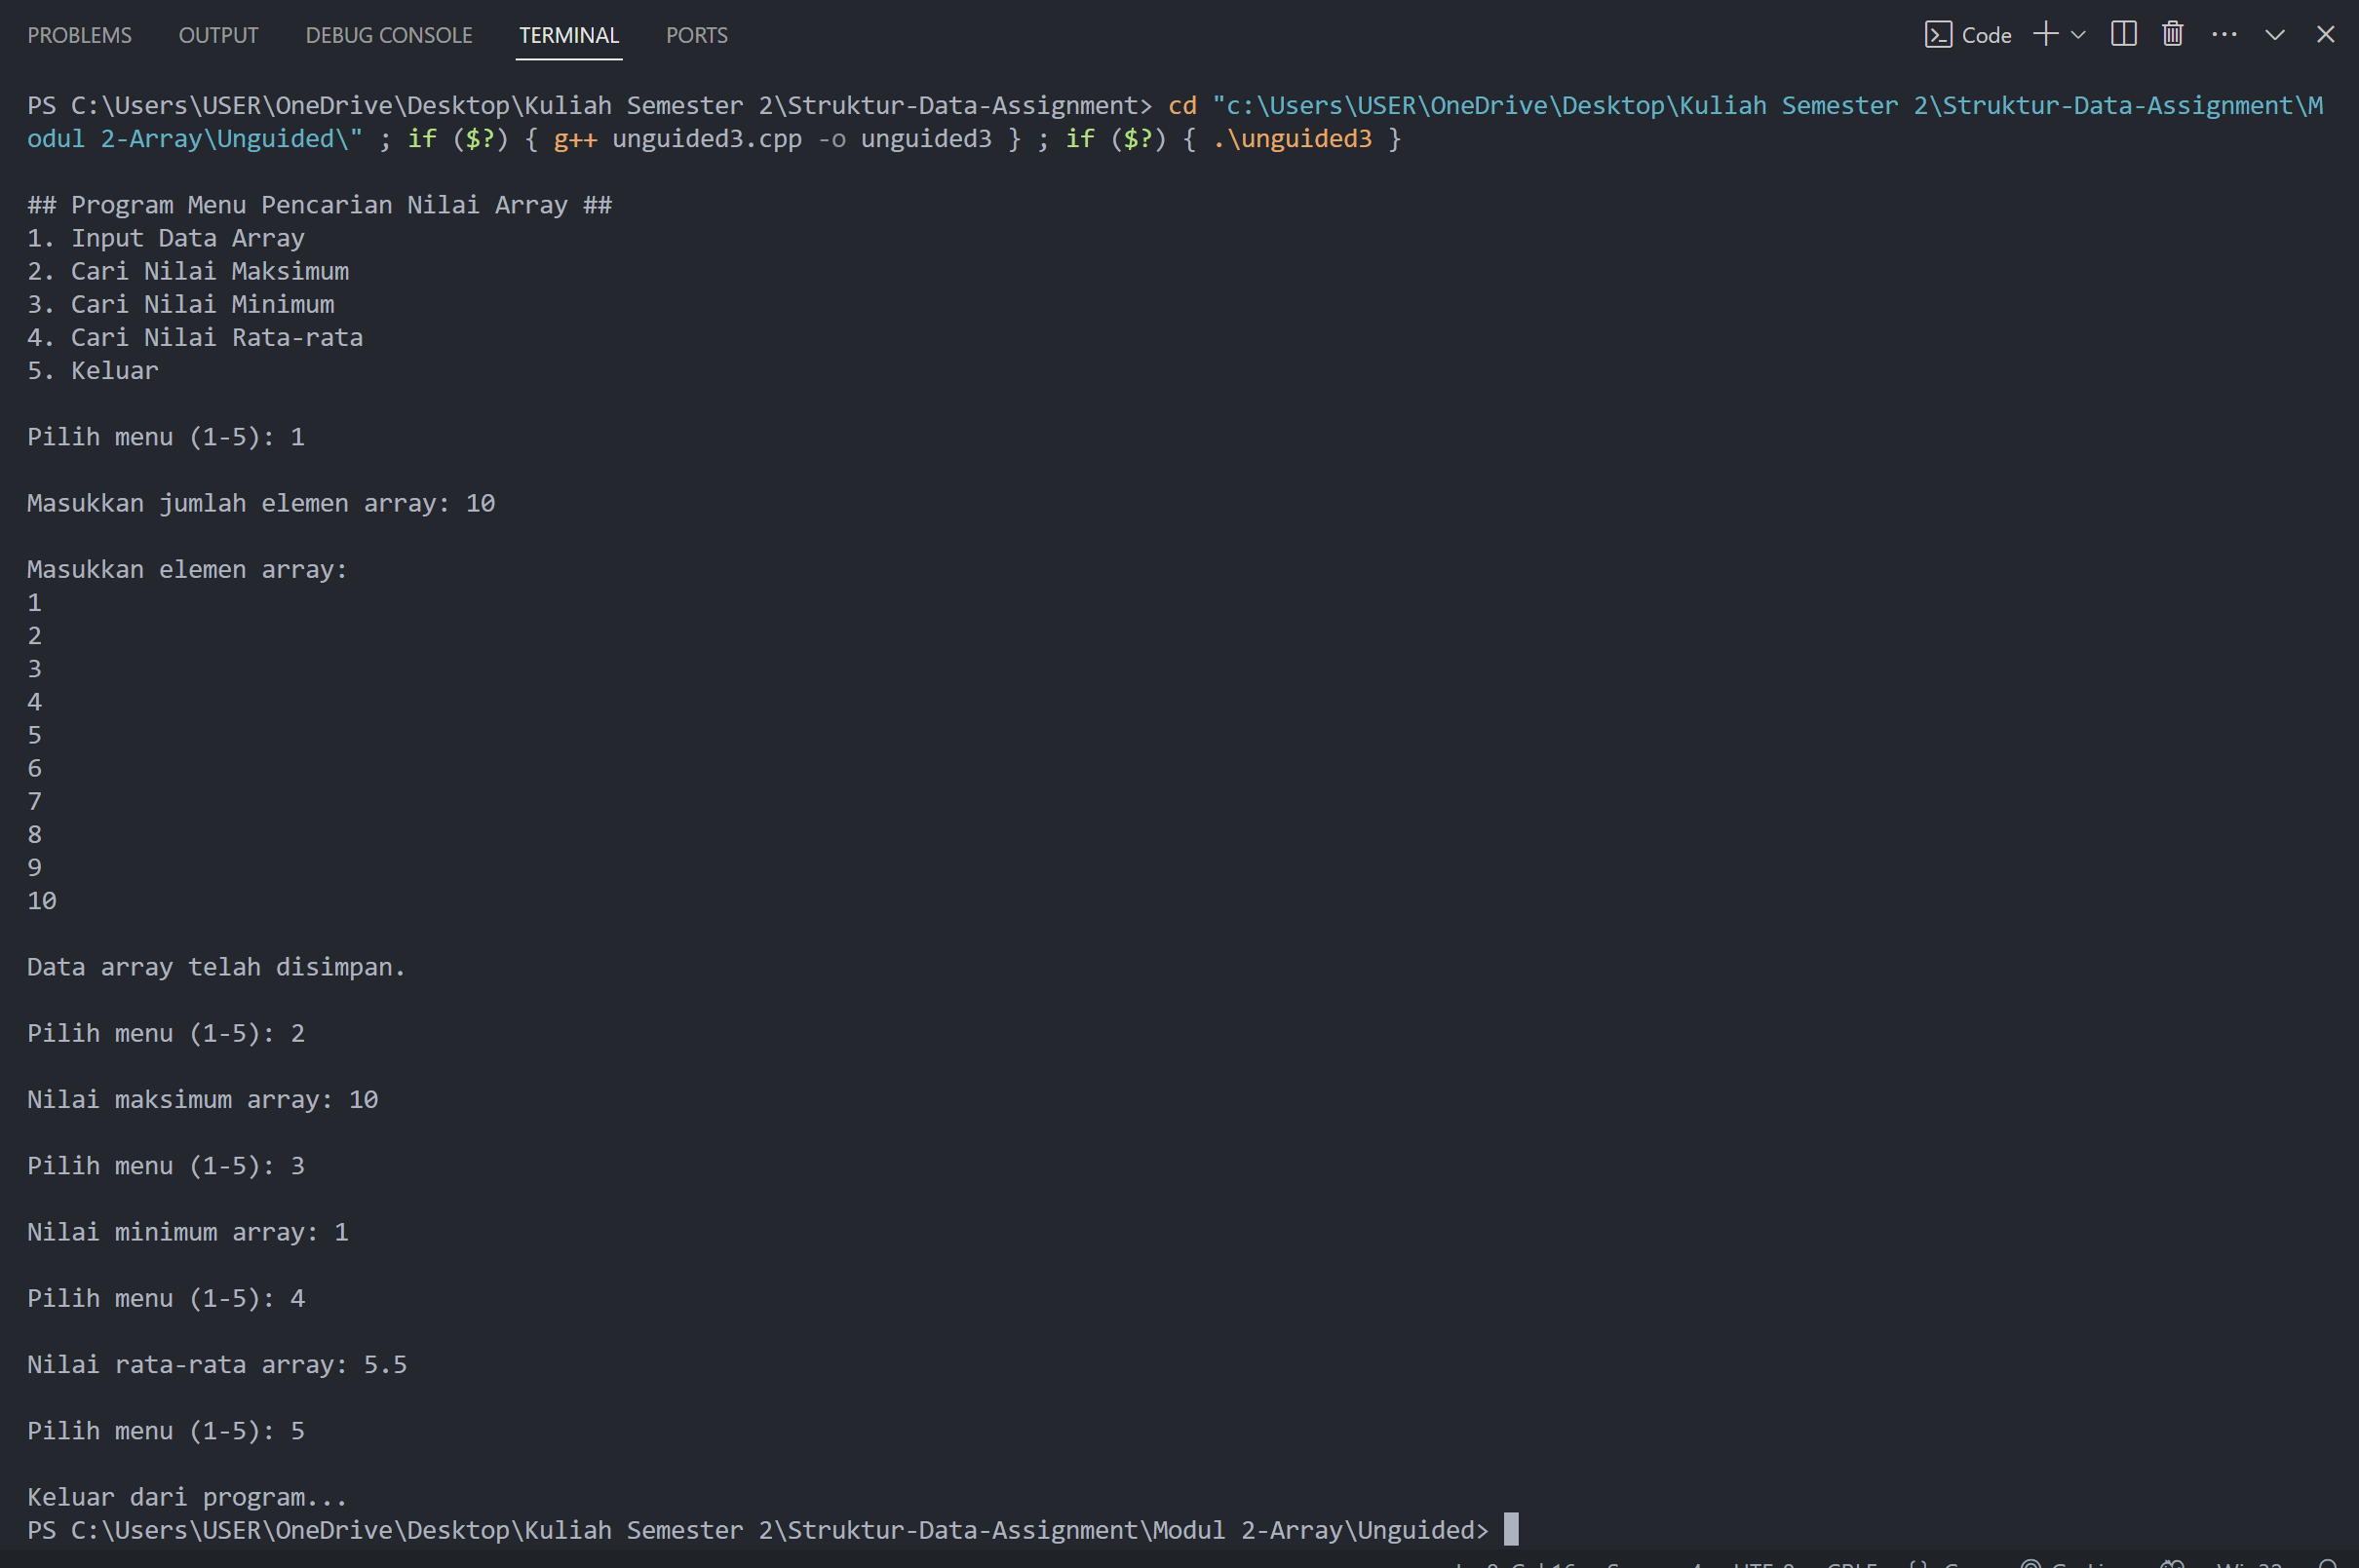 PROBLEMS OUTPUT DEBUG CONSOLE TERMINAL PORTS Code
PS C:\Users\USER\OneDrive\Desktop\Kuliah Semester 2\Struktur-Data-Assignment> cd "c:\Users\USER\OneDrive\Desktop\Kuliah Semester 2\Struktur-Data-Assignment\M
odul 2-Array\Unguided\" ; if ($?) { g++ unguided3.cpp -o unguided3 } ; if ($?) { .\unguided3 }
## Program Menu Pencarian Nilai Array ##
1. Input Data Array
2. Cari Nilai Maksimum
3. Cari Nilai Minimum
4. Cari Nilai Rata-rata
5. Keluar
Pilih menu (1-5): 1
Masukkan jumlah elemen array: 10
Masukkan elemen array:
1
2
3
4
5
6
7
8
9
10
Data array telah disimpan.
Pilih menu (1-5): 2
Nilai maksimum array: 10
Pilih menu (1-5): 3
Nilai minimum array: 1
Pilih menu (1-5): 4
Nilai rata-rata array: 5.5
Pilih menu (1-5): 5
Keluar dari program...
PS C:\Users\USER\OneDrive\Desktop\Kuliah Semester 2\Struktur-Data-Assignment\Modul 2-Array\Unguided>